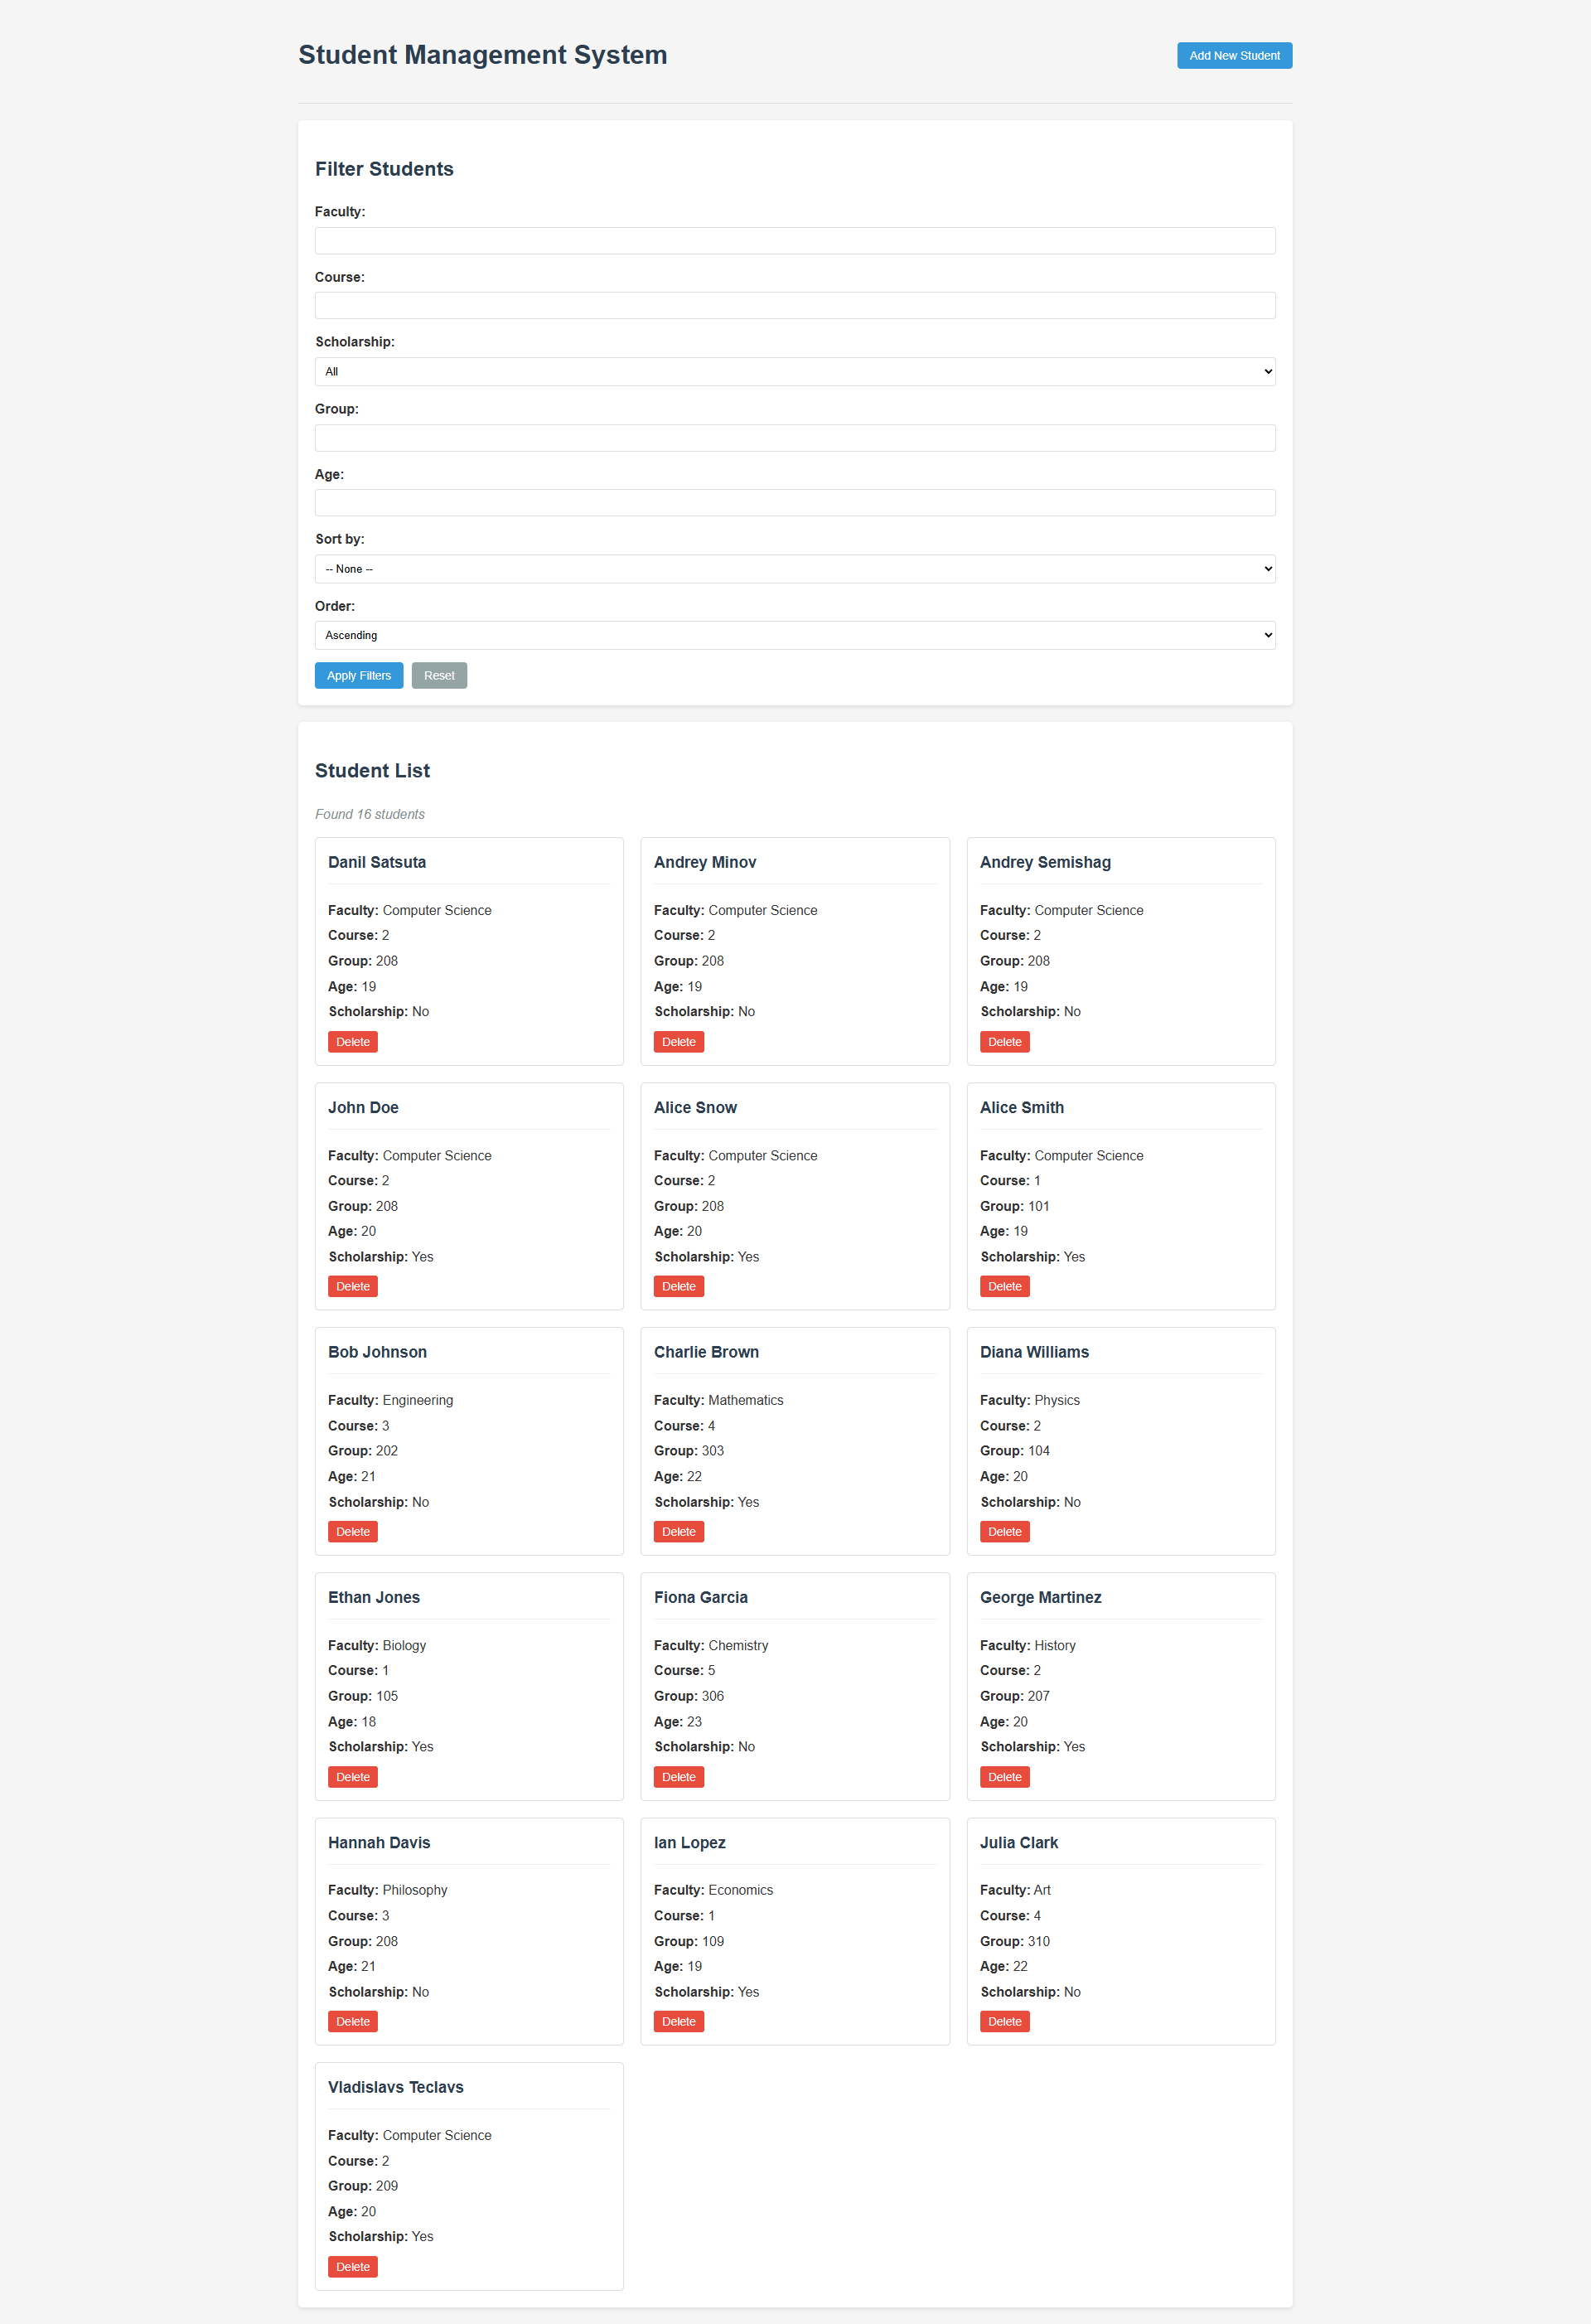 Student Management System
Add New Student
Filter Students
Faculty:
Course:
Scholarship:
All
Group:
Age:
Sort by:
-- None --
Order:
Ascending
Apply Filters
Reset
Student List
Found 16 students
Danil Satsuta
Faculty: Computer Science
Course: 2
Group: 208
Age: 19
Scholarship: No
Delete
Andrey Minov
Faculty: Computer Science
Course: 2
Group: 208
Age: 19
Scholarship: No
Delete
Andrey Semishag
Faculty: Computer Science
Course: 2
Group: 208
Age: 19
Scholarship: No
Delete
John Doe
Faculty: Computer Science
Course: 2
Group: 208
Age: 20
Scholarship: Yes
Delete
Alice Snow
Faculty: Computer Science
Course: 2
Group: 208
Age: 20
Scholarship: Yes
Delete
Alice Smith
Faculty: Computer Science
Course: 1
Group: 101
Age: 19
Scholarship: Yes
Delete
Bob Johnson
Faculty: Engineering
Course: 3
Group: 202
Age: 21
Scholarship: No
Delete
Charlie Brown
Faculty: Mathematics
Course: 4
Group: 303
Age: 22
Scholarship: Yes
Delete
Diana Williams
Faculty: Physics
Course: 2
Group: 104
Age: 20
Scholarship: No
Delete
Ethan Jones
Faculty: Biology
Course: 1
Group: 105
Age: 18
Scholarship: Yes
Delete
Fiona Garcia
Faculty: Chemistry
Course: 5
Group: 306
Age: 23
Scholarship: No
Delete
George Martinez
Faculty: History
Course: 2
Group: 207
Age: 20
Scholarship: Yes
Delete
Hannah Davis
Faculty: Philosophy
Course: 3
Group: 208
Age: 21
Scholarship: No
Delete
Ian Lopez
Faculty: Economics
Course: 1
Group: 109
Age: 19
Scholarship: Yes
Delete
Julia Clark
Faculty: Art
Course: 4
Group: 310
Age: 22
Scholarship: No
Delete
Vladislavs Teclavs
Faculty: Computer Science
Course: 2
Group: 209
Age: 20
Scholarship: Yes
Delete